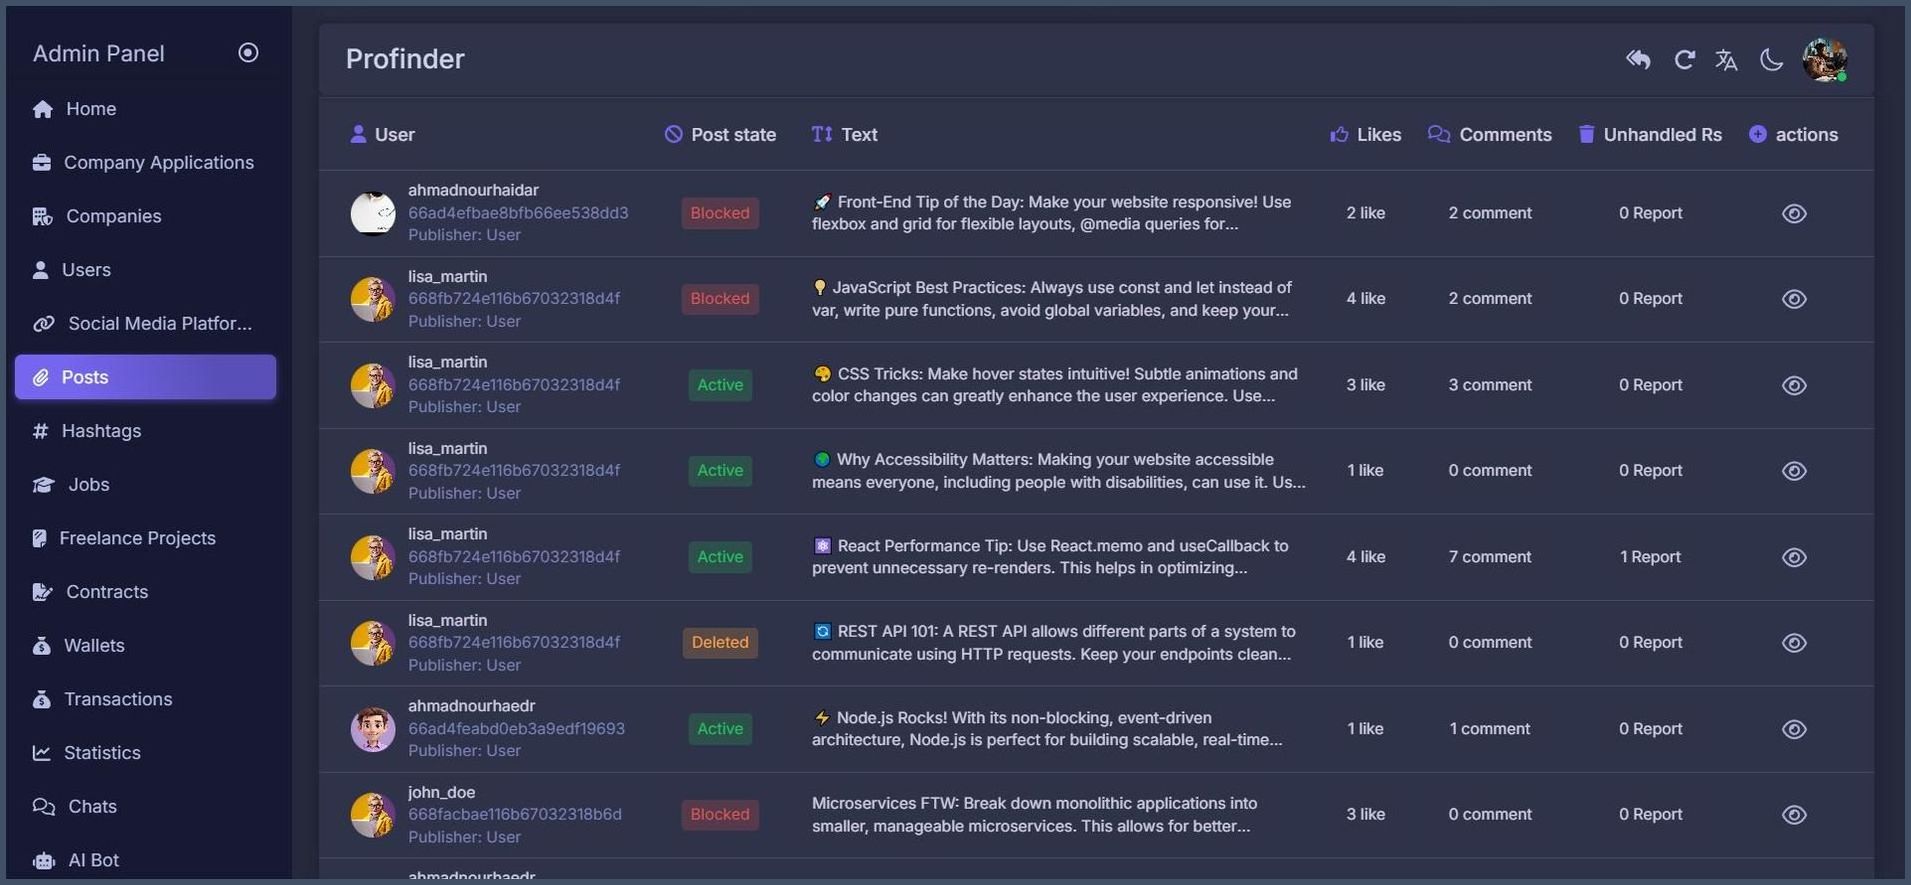 Admin Panel
Home
Company Applications
Companies
Users
Social Media Platfor...
Posts
Hashtags
Jobs
Freelance Projects
Contracts
Wallets
Transactions
Statistics
Chats
AI Bot
Profinder
User Post state Text Likes Comments Unhandled Rs actions
ahmadnourhaidar
66ad4efbae8bfb66ee538dd3
Publisher: User
Blocked
🚀 Front-End Tip of the Day: Make your website responsive! Use
flexbox and grid for flexible layouts, @media queries for...
2 like 2 comment 0 Report
lisa_martin
668fb724e116b67032318d4f
Publisher: User
Blocked
💡 JavaScript Best Practices: Always use const and let instead of
var, write pure functions, avoid global variables, and keep your...
4 like 2 comment 0 Report
lisa_martin
668fb724e116b67032318d4f
Publisher: User
Active
🎨 CSS Tricks: Make hover states intuitive! Subtle animations and
color changes can greatly enhance the user experience. Use...
3 like 3 comment 0 Report
lisa_martin
668fb724e116b67032318d4f
Publisher: User
Active
🌍 Why Accessibility Matters: Making your website accessible
means everyone, including people with disabilities, can use it. Us...
1 like 0 comment 0 Report
lisa_martin
668fb724e116b67032318d4f
Publisher: User
Active
⚛️ React Performance Tip: Use React.memo and useCallback to
prevent unnecessary re-renders. This helps in optimizing...
4 like 7 comment 1 Report
lisa_martin
668fb724e116b67032318d4f
Publisher: User
Deleted
🔄 REST API 101: A REST API allows different parts of a system to
communicate using HTTP requests. Keep your endpoints clean...
1 like 0 comment 0 Report
ahmadnourhaedr
66ad4feabd0eb3a9edf19693
Publisher: User
Active
⚡ Node.js Rocks! With its non-blocking, event-driven
architecture, Node.js is perfect for building scalable, real-time...
1 like 1 comment 0 Report
john_doe
668facbae116b67032318b6d
Publisher: User
Blocked
Microservices FTW: Break down monolithic applications into
smaller, manageable microservices. This allows for better...
3 like 0 comment 0 Report
ahmadnourhaedr